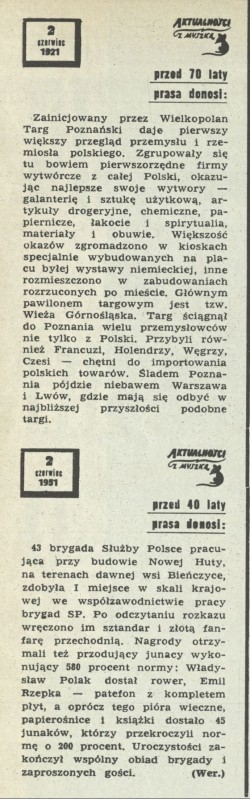 2
czerwiec
1921
AKTUALNOŚCI
Z MYSZKĄ
przed 70 laty
prasa donosi:
Zainicjowany przez Wielkopolan
Targ Poznański daje pierwszy
większy przegląd przemysłu i rze-
miosła polskiego. Zgrupowały się
tu bowiem pierwszorzędne firmy
wytwórcze z całej Polski, okazu-
jąc najlepsze swoje wytwory —
galanterię i sztukę użytkową, ar-
tykuły drogeryjne, chemiczne, pa-
piernicze, łakocie i spirytualia,
materiały i obuwie. Większość
okazów zgromadzono w kioskach
specjalnie wybudowanych na pla-
cu byłej wystawy niemieckiej, inne
rozmieszczono w zabudowaniach
rozrzuconych po mieście. Głównym
pawilonem targowym jest tzw.
Wieża Górnośląska. Targ ściągnął
do Poznania wielu przemysłowców
nie tylko z Polski. Przybyli rów-
nież Francuzi, Holendrzy, Węgrzy,
Czesi — chętni do importowania
polskich towarów. Śladem Pozna-
nia pójdzie niebawem Warszawa
i Lwów, gdzie mają się odbyć w
najbliższej przyszłości podobne
targi.
2
czerwiec
1951
AKTUALNOŚCI
Z MYSZKĄ
przed 40 laty
prasa donosi:
43 brygada Służby Polsce pracu-
jąca przy budowie Nowej Huty,
na terenach dawnej wsi Bieńczyce,
zdobyła I miejsce w skali krajo-
wej we współzawodnictwie pracy
brygad SP. Po odczytaniu rozkazu
wręczono im sztandar i złotą fan-
farę przechodnią. Nagrody otrzy-
mali też przodujący junacy wyko-
nujący 580 procent normy: Włady-
sław Polak dostał rower, Emil
Rzepka — patefon z kompletem
płyt, a oprócz tego pióra wieczne,
papierośnice i książki dostało 45
junaków, którzy przekroczyli nor-
mę o 200 procent. Uroczystości za-
kończył wspólny obiad brygady i
zaproszonych gości. (Wer.)